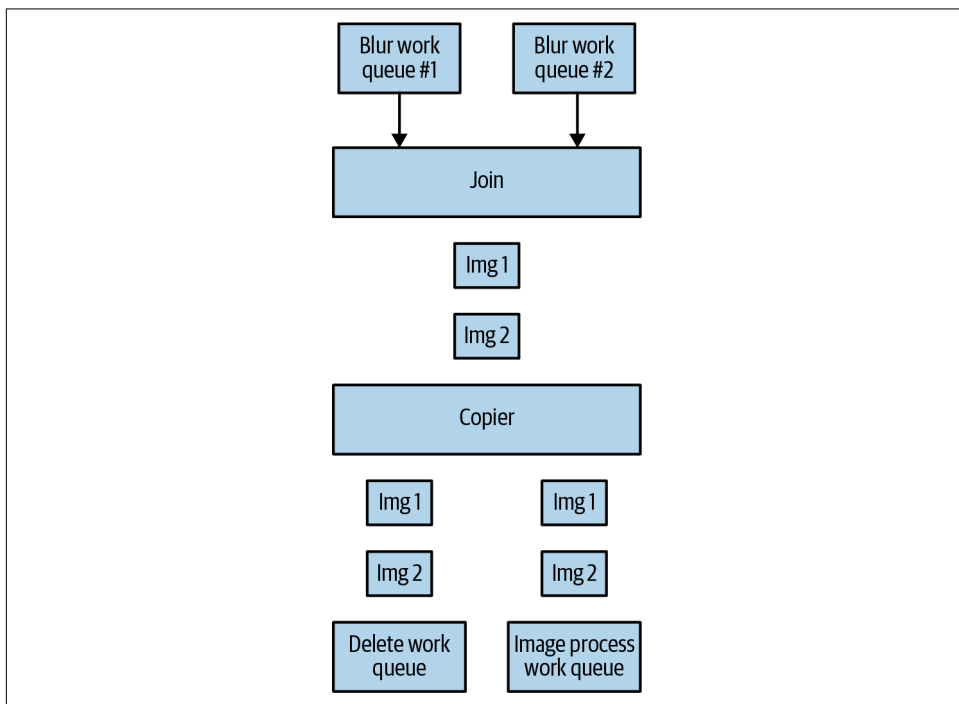 Blur work
queue #1
Blur work
queue #2
Join
Img 1
Img 2
Copier
Img 1
Img 1
Img 2
Img 2
Delete work
queue
Image process
work queue